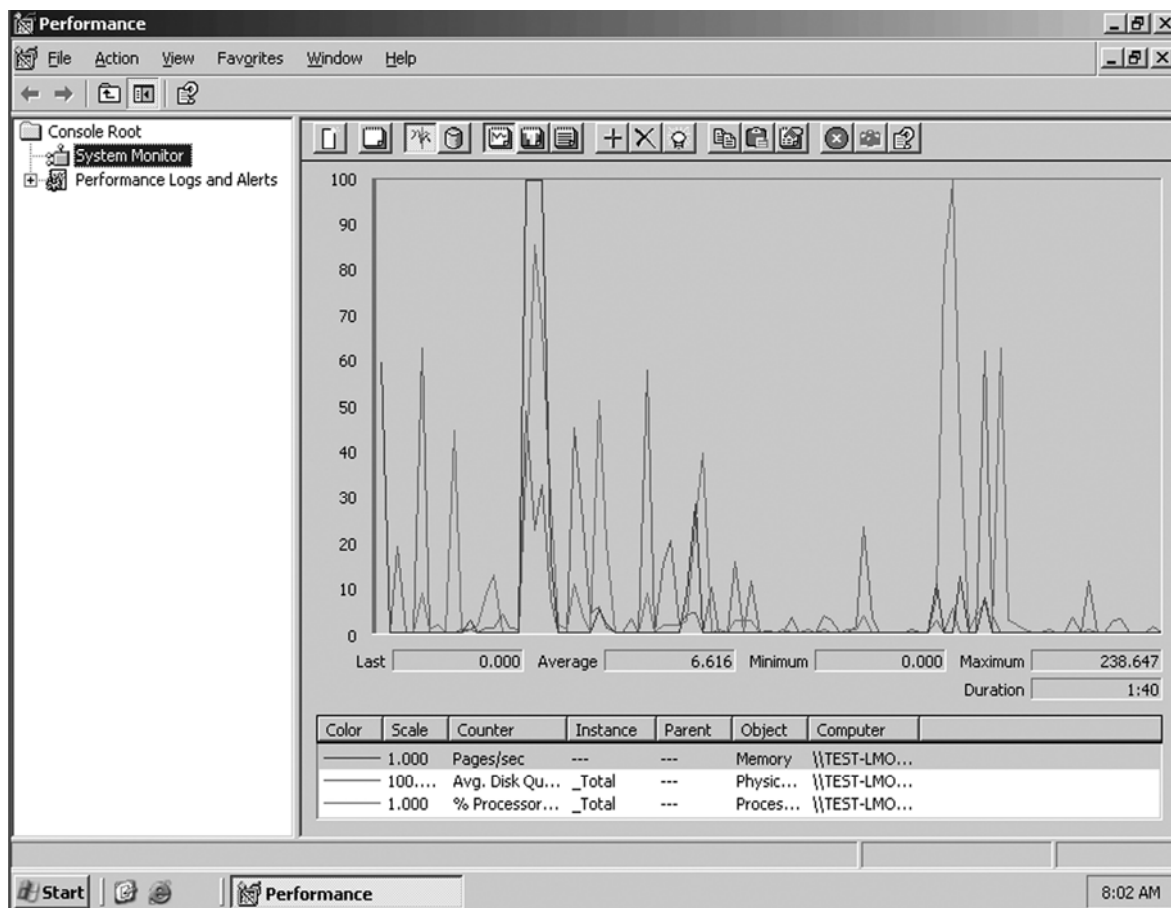 Performance
File Action View Favorites Window Help
Console Root
System Monitor
Performance Logs and Alerts
100
90
80
70
60
50
40
30
20
10
0
Last 0.000 Average 6.616 Minimum 0.000 Maximum 238.647
Duration 1:40
Color Scale Counter Instance Parent Object Computer
1.000 Pages/sec --- --- Memory \\TEST-LMO...
100.... Avg. Disk Qu... _Total --- Physic... \\TEST-LMO...
1.000 % Processor... _Total --- Proces... \\TEST-LMO...
Start Performance 8:02 AM